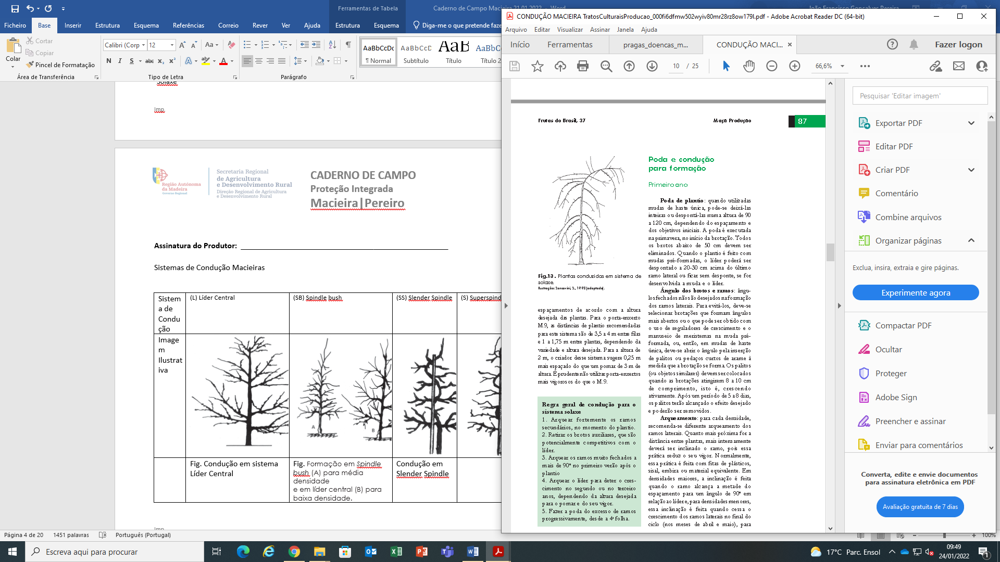 Ferramentas de Tabela
Caderno de Campo Macieira 21.01.2022 - Word
João Francisco Gonçalves Pereira
Ficheiro Base Inserir Estrutura Esquema Referências Correio Rever Ver Ajuda Estrutura Esquema Diga-me o que pretende faze
Colar
Cortar
Copiar
Pincel de Formatação
Área de Transferência
Calibri (Corp 12
Tipo de Letra
Parágrafo
AaBbCcDc
¶ Normal
AaBbCcD
Subtítulo
AaB
Título
AaBbC
Título 2
Solaxe
Imp.
Região Autónoma
da Madeira
Governo Regional
Secretaria Regional
de Agricultura
e Desenvolvimento Rural
Direção Regional de Agricultura
e Desenvolvimento Rural
CADERNO DE CAMPO
Proteção Integrada
Macieira|Pereiro
Assinatura do Produtor:
Sistemas de Condução Macieiras
Sistem
a de
Condu
ção
(L) Líder Central
(SB) Spindle bush
(SS) Slender Spindle
(S) Superspind
Image
m
Ilustrat
iva
A
B
Fig. Condução em sistema
Líder Central
Fig. Formação em Spindle
bush (A) para média
densidade
e em líder central (B) para
baixa densidade.
Condução em
Slender Spindle
Imp.
Página 4 de 20 1451 palavras Português (Portugal)
100%
CONDUÇÃO MACIEIRA TratosCulturaisProducao_000fi6dfmw502wyiv80mr28rz8ow179l.pdf - Adobe Acrobat Reader DC (64-bit)
Arquivo Editar Visualizar Assinar Janela Ajuda
Início Ferramentas pragas_doencas_m... CONDUÇÃO MACI... Fazer logon
10 / 25 66,6%
Frutas do Brasil, 37
Maçã Produção
87
Fig.13. Plantas conduzidas em sistema de
solaxe.
Ilustração: Sansavini, S., 1998 (adaptada).
espaçamentos de acordo com a altura
desejada das plantas. Para o porta-enxerto
M.9, as distâncias de plantio recomendadas
para este sistema são de 3,5 a 4 m entre filas
e 1 a 1,75 m entre plantas, dependendo da
variedade e altura desejada. Para a altura de
2 m, o criador desse sistema sugere 0,25 m
mais espaçado do que um pomar de 3 m de
altura. É prudente não utilizar porta-enxertos
mais vigorosos do que o M.9.
Regra geral de condução para o
sistema solaxe
1. Arquear fortemente os ramos
secundários, no momento do plantio.
2. Retirar os brotos auxiliares, que são
potencialmente competitivos com o
líder.
3. Arquear os ramos muito fechados a
mais de 90º no primeiro verão após o
plantio
4. Arquear o líder para deter o cres-
cimento no segundo ou no terceiro
anos, dependendo da altura desejada
para o pomar e do seu vigor.
5. Fazer a poda do excesso de ramos
progressivamente, desde a 4ª folha.
Poda e condução
para formação
Primeiro ano
Poda de plantio: quando utilizadas
mudas de haste única, pode-se deixá-las
inteiras ou despontá-las numa altura de 90
a 120 cm, dependendo do espaçamento e
dos objetivos iniciais. A poda é executada
na primavera, no início da brotação. Todos
os brotos abaixo de 50 cm devem ser
eliminados. Quando o plantio é feito com
mudas pré-formadas, o líder poderá ser
despontado a 20-30 cm acima do último
ramo lateral ou ficar sem desponte, se for
desenvolvida a muda e o líder.
Ângulo dos brotos e ramos: ângu-
los fechados não são desejados na formação
dos ramos laterais. Para evitá-los, deve-se
selecionar brotações que formam ângulos
mais abertos ou o que pode ser obtido com
o uso de reguladores de crescimento e o
manuseio de meristemas na muda pré-
formada, ou, então, em mudas de haste
única, deve-se abrir o ângulo pela inserção
de palitos ou pedaços curtos de arame à
medida que a brotação se forma. Os palitos
(ou objetos similares) devem ser colocados
quando as brotações atingirem 8 a 10 cm
de comprimento, isto é, crescendo
ativamente. Após um período de 5 a 8 dias,
os palitos terão alcançado o efeito desejado
e poderão ser removidos.
Arqueamento: para cada densidade,
recomenda-se diferente arqueamento dos
ramos laterais. Quanto mais próxima for a
distância entre plantas, mais intensamente
deverá ser inclinado o ramo, pois essa
prática reduz o seu vigor. Normalmente,
essa prática é feita com fitas de plásticos,
sisal, embira ou material equivalente. Em
densidades maiores, a inclinação é feita
quando o ramo alcança a metade do
espaçamento para um ângulo de 90º em
relação ao líder e, para densidades menores,
essa inclinação é feita quando cessa o
crescimento dos ramos laterais no final do
ciclo (nos meses de abril e maio), para
Pesquisar 'Editar imagem'
Exportar PDF
Editar PDF
Criar PDF
Comentário
Combine arquivos
Organizar páginas
Exclua, insira, extraia e gire páginas.
Experimente agora
Compactar PDF
Ocultar
Proteger
Adobe Sign
Preencher e assinar
Enviar para comentários
Converta, edite e envie documentos
para assinatura eletrônica em PDF
Avaliação gratuita de 7 dias
Escreva aqui para procurar
17°C Parc. Ensol
09:49
24/01/2022
1